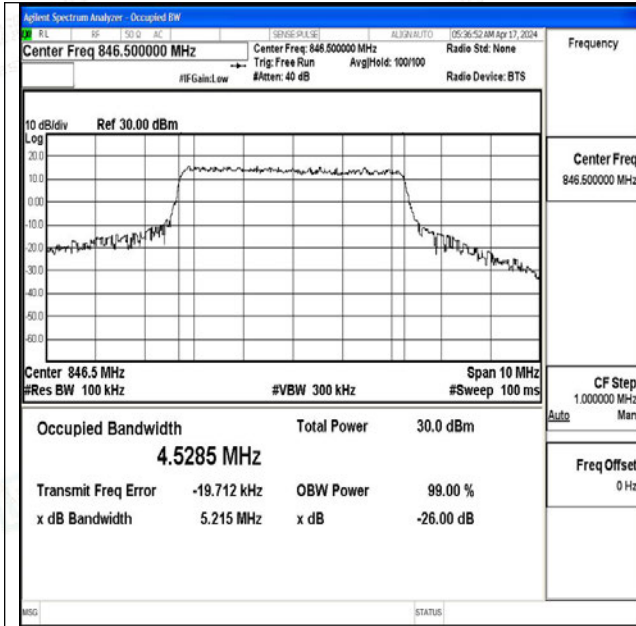 Agilent Spectrum Analyzer - Occupied BW
RL RF 50 Ω AC SENSE:PULSE ALIGNAUTO 05:36:52 AM Apr 17, 2024
Center Freq 846.500000 MHz
Center Freq: 846.500000 MHz
Radio Std: None
Trig: Free Run Avg|Hold: 100/100
#IFGain:Low #Atten: 40 dB Radio Device: BTS
Frequency
10 dB/div Ref 30.00 dBm
Log
20.0
10.0
0.00
-10.0
-20.0
-30.0
-40.0
-50.0
-60.0
Center 846.5 MHz Span 10 MHz
#Res BW 100 kHz #VBW 300 kHz #Sweep 100 ms
Center Freq
846.500000 MHz
CF Step
1.000000 MHz
Auto Man
Freq Offset
0 Hz
Occupied Bandwidth Total Power 30.0 dBm
4.5285 MHz
Transmit Freq Error -19.712 kHz OBW Power 99.00 %
x dB Bandwidth 5.215 MHz x dB -26.00 dB
MSG STATUS